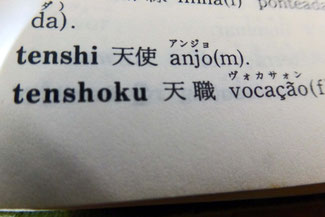 da).
アンジョ
tenshi 天使 anjo(m).
ヴォカサォン
tenshoku 天職 vocação(f